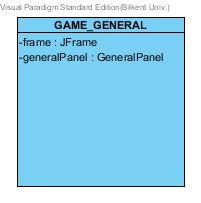 Visual Paradigm Standard Edition(Bilkent Univ.)
GAME_GENERAL
-frame : JFrame
-generalPanel : GeneralPanel